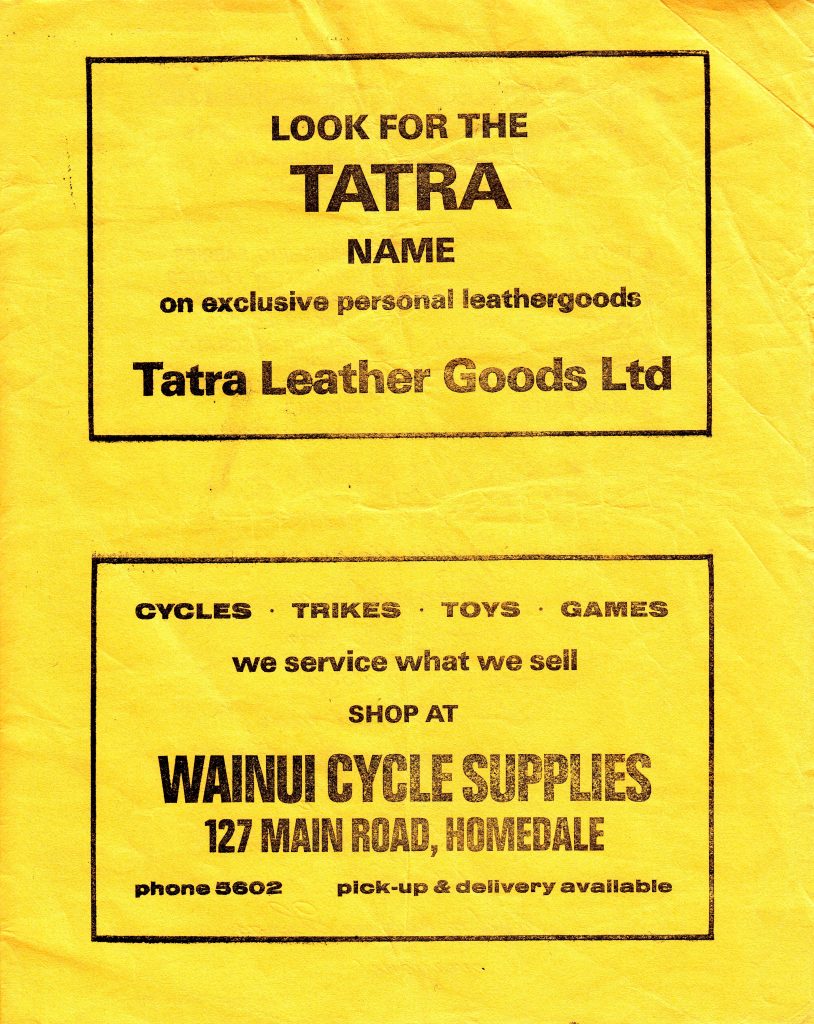 LOOK FOR THE
TATRA
NAME
on exclusive personal leathergoods
Tatra Leather Goods Ltd
CYCLES · TRIKES · TOYS · GAMES
we service what we sell
SHOP AT
WAINUI CYCLE SUPPLIES
127 MAIN ROAD, HOMEDALE
phone 5602 pick-up & delivery available